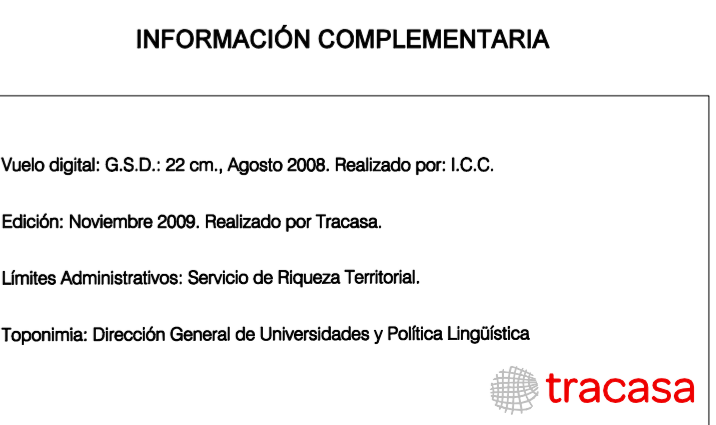 INFORMACIÓN COMPLEMENTARIA
Vuelo digital: G.S.D.: 22 cm., Agosto 2008. Realizado por: I.C.C.
Edición: Noviembre 2009. Realizado por Tracasa.
Límites Administrativos: Servicio de Riqueza Territorial.
Toponimia: Dirección General de Universidades y Política Lingüística
tracasa